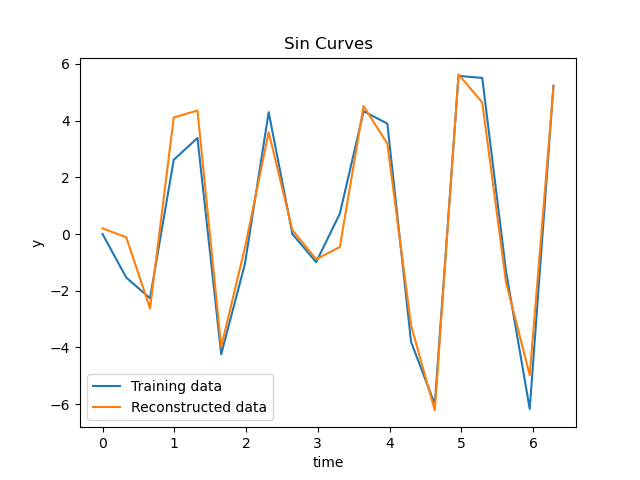 Sin Curves
6
4
2
0
−2
−4
−6
y
Training data
Reconstructed data
0 1 2 3 4 5 6
time